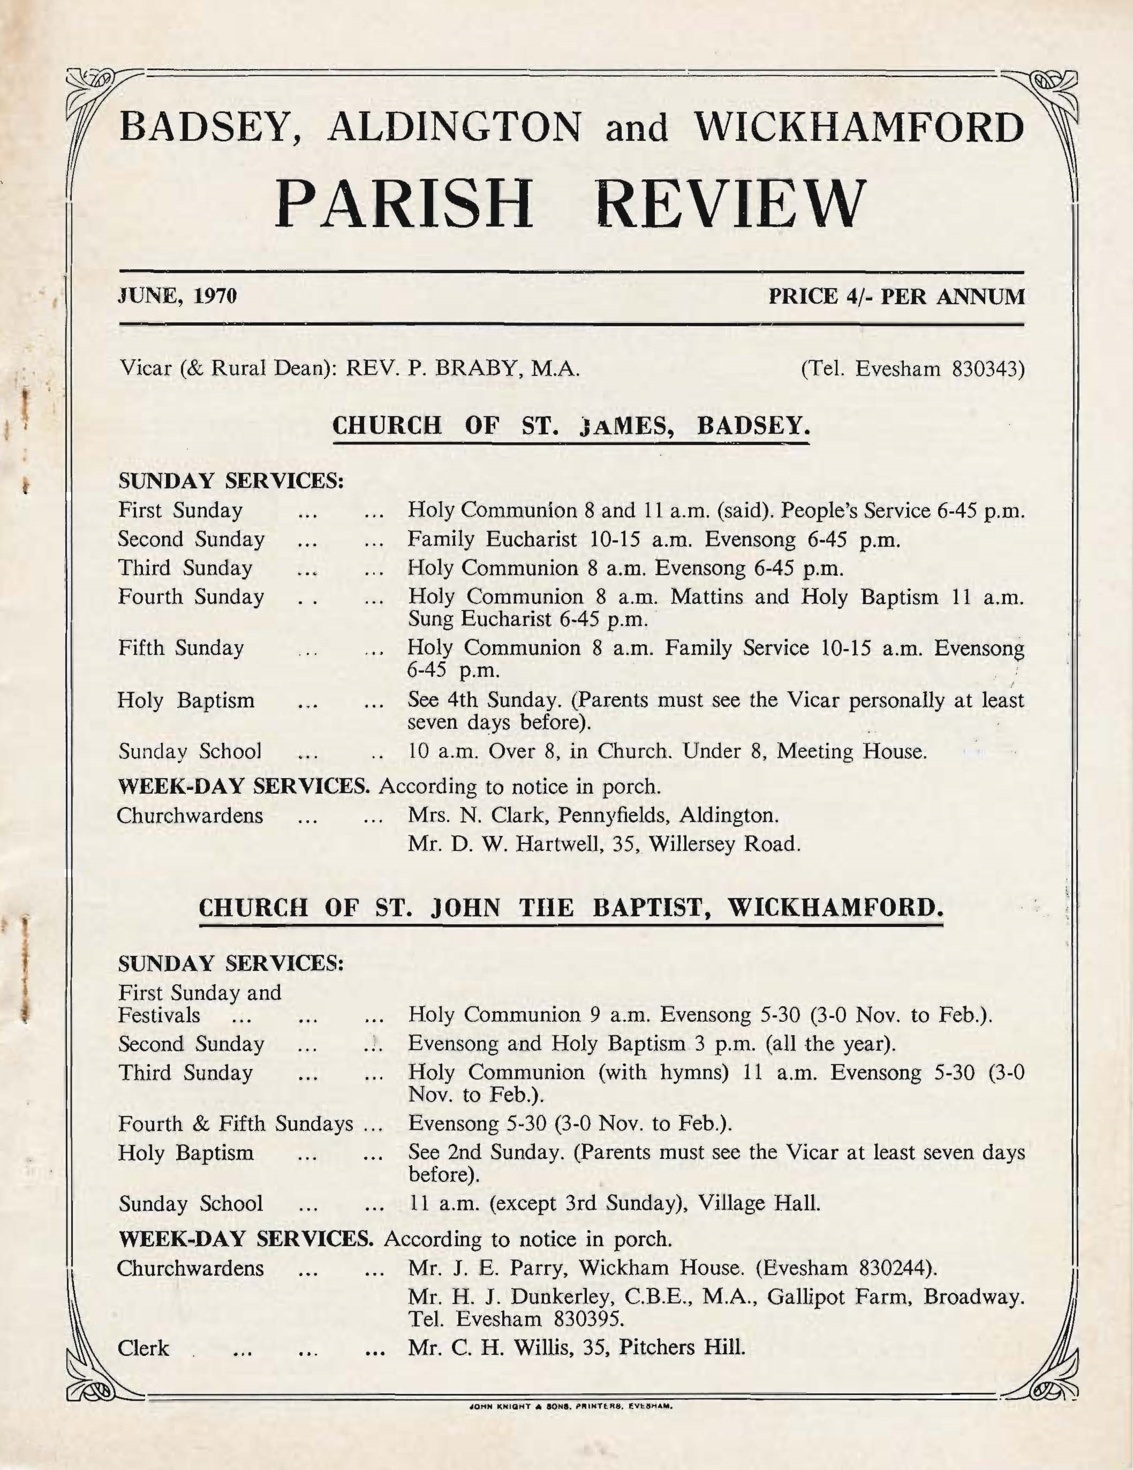 BADSEY, ALDINGTON and WICKHAMFORD
PARISH REVIEW
JUNE, 1970 PRICE 4/- PER ANNUM
Vicar (& Rural Dean): REV. P. BRABY, M.A. (Tel. Evesham 830343)
CHURCH OF ST. JAMES, BADSEY.
SUNDAY SERVICES:
First Sunday ... ... Holy Communion 8 and 11 a.m. (said). People's Service 6-45 p.m.
Second Sunday ... ... Family Eucharist 10-15 a.m. Evensong 6-45 p.m.
Third Sunday ... ... Holy Communion 8 a.m. Evensong 6-45 p.m.
Fourth Sunday . . ... Holy Communion 8 a.m. Mattins and Holy Baptism 11 a.m.
Sung Eucharist 6-45 p.m.
Fifth Sunday ... ... Holy Communion 8 a.m. Family Service 10-15 a.m. Evensong
6-45 p.m.
Holy Baptism ... ... See 4th Sunday. (Parents must see the Vicar personally at least
seven days before).
Sunday School ... .. 10 a.m. Over 8, in Church. Under 8, Meeting House.
WEEK-DAY SERVICES. According to notice in porch.
Churchwardens ... ... Mrs. N. Clark, Pennyfields, Aldington.
Mr. D. W. Hartwell, 35, Willersey Road.
CHURCH OF ST. JOHN THE BAPTIST, WICKHAMFORD.
SUNDAY SERVICES:
First Sunday and
Festivals ... ... ... Holy Communion 9 a.m. Evensong 5-30 (3-0 Nov. to Feb.).
Second Sunday ... ... Evensong and Holy Baptism 3 p.m. (all the year).
Third Sunday ... ... Holy Communion (with hymns) 11 a.m. Evensong 5-30 (3-0
Nov. to Feb.).
Fourth & Fifth Sundays ... Evensong 5-30 (3-0 Nov. to Feb.).
Holy Baptism ... ... See 2nd Sunday. (Parents must see the Vicar at least seven days
before).
Sunday School ... ... 11 a.m. (except 3rd Sunday), Village Hall.
WEEK-DAY SERVICES. According to notice in porch.
Churchwardens ... ... Mr. J. E. Parry, Wickham House. (Evesham 830244).
Mr. H. J. Dunkerley, C.B.E., M.A., Gallipot Farm, Broadway.
Tel. Evesham 830395.
Clerk ... ... ... Mr. C. H. Willis, 35, Pitchers Hill.
JOHN KNIGHT & SONS, PRINTERS, EVESHAM.